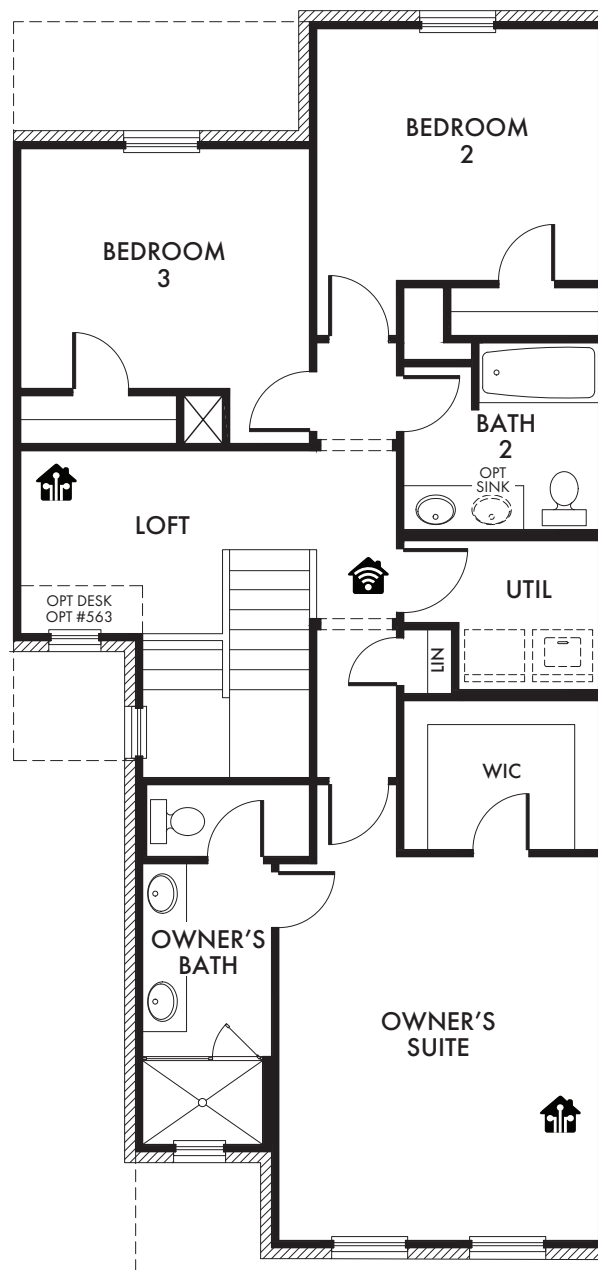 BEDROOM
2
BEDROOM
3
BATH
2
OPT
SINK
LOFT
OPT DESK
OPT #563
UTIL
LIN
WIC
OWNER'S
BATH
OWNER'S
SUITE